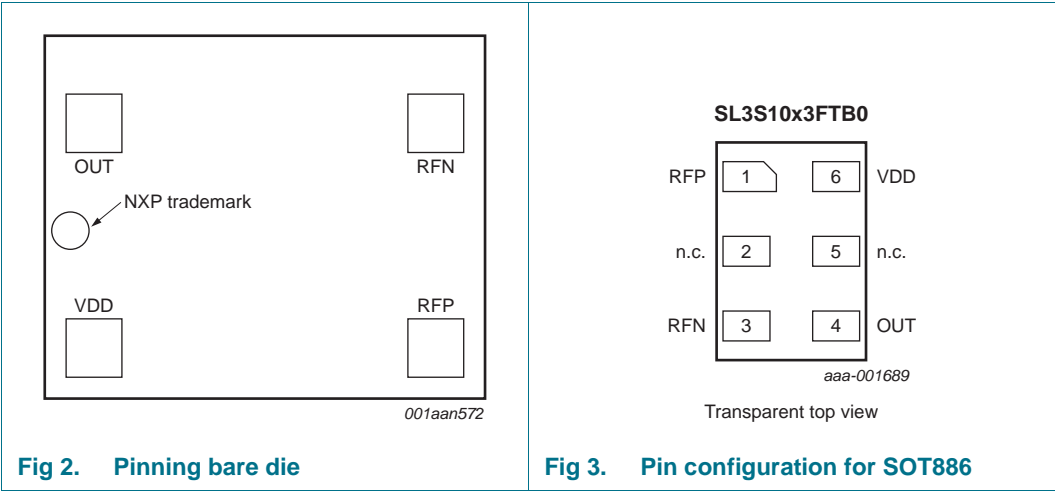 OUT
RFN
NXP trademark
VDD
RFP
001aan572
Fig 2. Pinning bare die
SL3S10x3FTB0
RFP 1 6 VDD
n.c. 2 5 n.c.
RFN 3 4 OUT
aaa-001689
Transparent top view
Fig 3. Pin configuration for SOT886